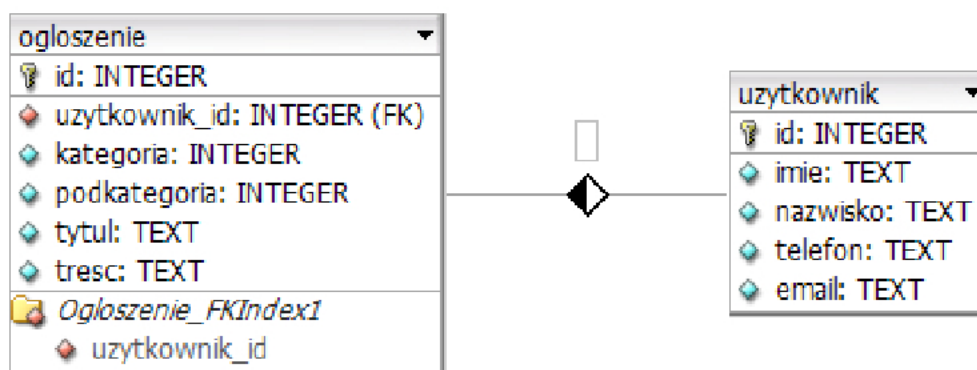 ogloszenie
id: INTEGER
uzytkownik_id: INTEGER (FK)
kategoria: INTEGER
podkategoria: INTEGER
tytul: TEXT
tresc: TEXT
Ogloszenie_FKIndex1
uzytkownik_id
uzytkownik
id: INTEGER
imie: TEXT
nazwisko: TEXT
telefon: TEXT
email: TEXT